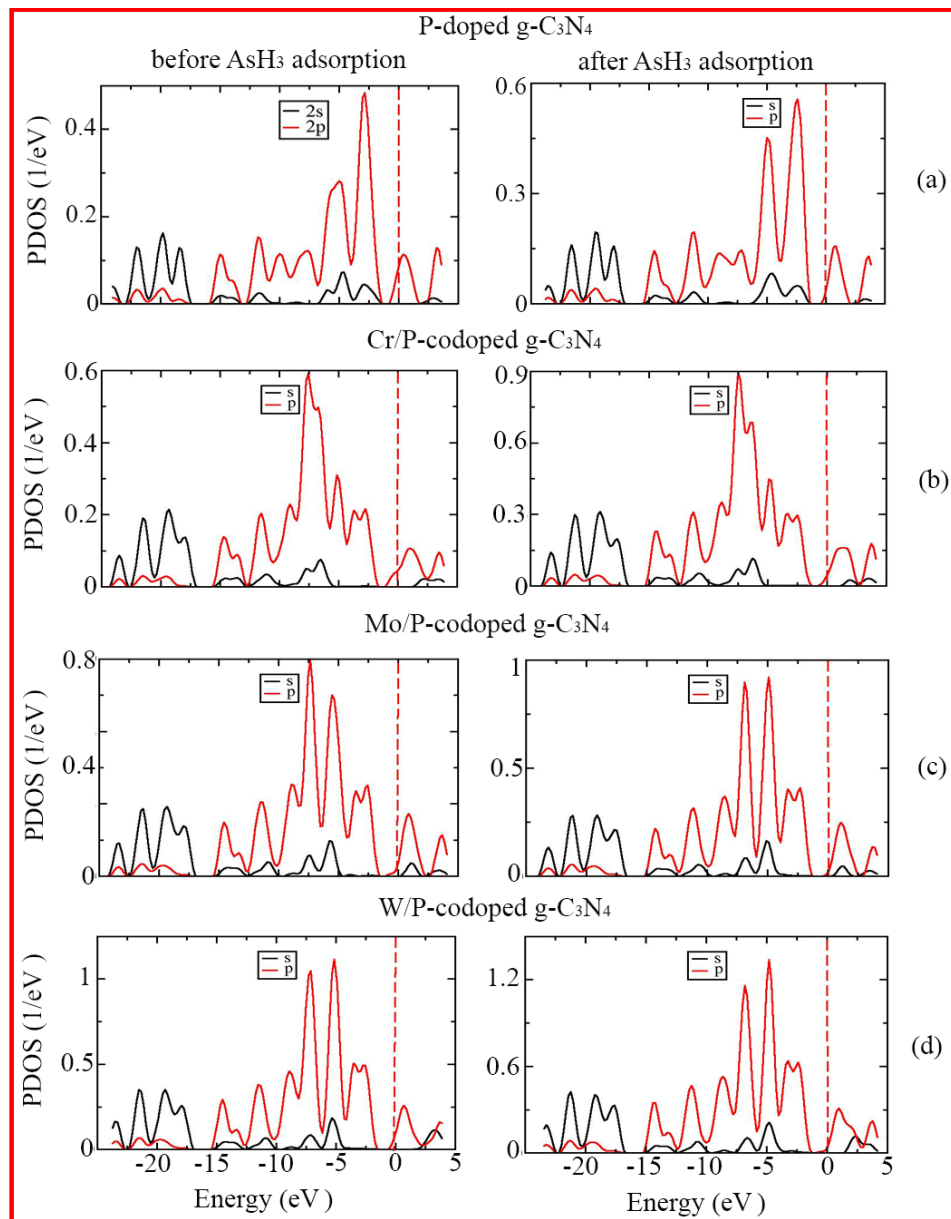 P-doped g-C₃N₄
before AsH₃ adsorption
after AsH₃ adsorption
PDOS (1/eV)
0.4
0.2
0
2s
2p
0.6
0.3
0
s
p
(a)
Cr/P-codoped g-C₃N₄
PDOS (1/eV)
0.6
0.4
0.2
0
s
p
0.9
0.6
0.3
0
s
p
(b)
Mo/P-codoped g-C₃N₄
PDOS (1/eV)
0.8
0.4
0
s
p
1
0.5
0
s
p
(c)
W/P-codoped g-C₃N₄
PDOS (1/eV)
1
0.5
0
s
p
1.2
0.6
0
s
p
(d)
-20 -15 -10 -5 0 5
-20 -15 -10 -5 0 5
Energy (eV )
Energy (eV )